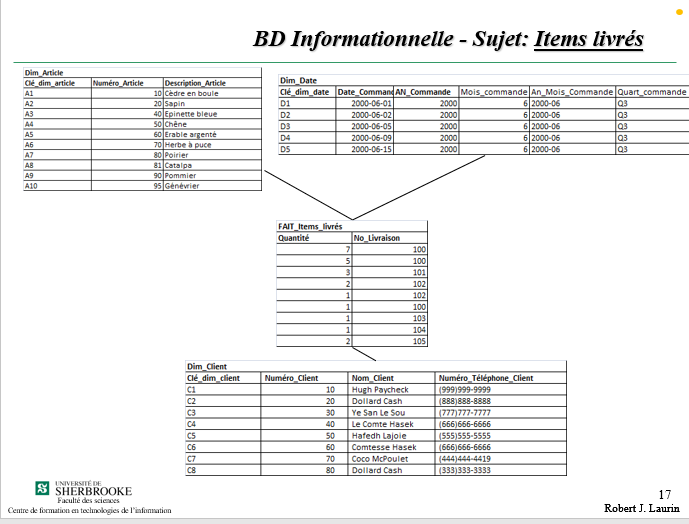 BD Informationnelle - Sujet: Items livrés
Dim_Article
Clé_dim_article Numéro_Article Description_Article
A1 10 Cèdre en boule
A2 20 Sapin
A3 40 Epinette bleue
A4 50 Chêne
A5 60 Erable argenté
A6 70 Herbe à puce
A7 80 Poirier
A8 81 Catalpa
A9 90 Pommier
A10 95 Génévrier
Dim_Date
Clé_dim_date Date_Commande AN_Commande Mois_commande An_Mois_Commande Quart_commande
D1 2000-06-01 2000 6 2000-06 Q3
D2 2000-06-02 2000 6 2000-06 Q3
D3 2000-06-05 2000 6 2000-06 Q3
D4 2000-06-09 2000 6 2000-06 Q3
D5 2000-06-15 2000 6 2000-06 Q3
FAIT_Items_livrés
Quantité No_Livraison
7 100
5 100
3 101
2 102
1 102
1 100
1 103
1 104
2 105
Dim_Client
Clé_dim_client Numéro_Client Nom_Client Numéro_Téléphone_Client
C1 10 Hugh Paycheck (999)999-9999
C2 20 Dollard Cash (888)888-8888
C3 30 Ye San Le Sou (777)777-7777
C4 40 Le Comte Hasek (666)666-6666
C5 50 Hafedh Lajoie (555)555-5555
C6 60 Comtesse Hasek (666)666-6666
C7 70 Coco McPoulet (444)444-4419
C8 80 Dollard Cash (333)333-3333
UNIVERSITÉ DE
SHERBROOKE
Faculté des sciences
Centre de formation en technologies de l'information
17
Robert J. Laurin